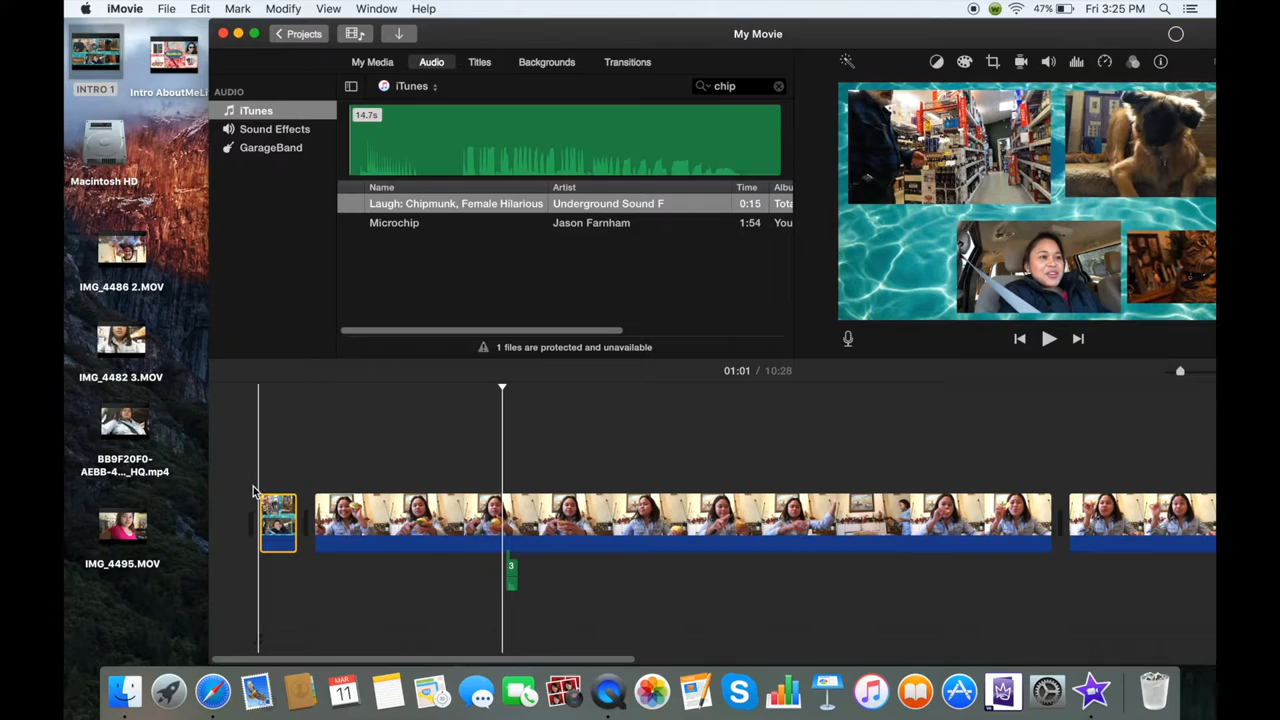 iMovie File Edit Mark Modify View Window Help 47% Fri 3:25 PM
Projects My Movie
INTRO 1
Intro AboutMeLi
Macintosh HD
IMG_4486 2.MOV
IMG_4482 3.MOV
BB9F20F0-
AEBB-4..._HQ.mp4
IMG_4495.MOV
My Media Audio Titles Backgrounds Transitions
AUDIO
iTunes
Sound Effects
GarageBand
iTunes chip
14.7s
Name Artist Time Albu
Laugh: Chipmunk, Female Hilarious Underground Sound F 0:15 Tota
Microchip Jason Farnham 1:54 You
1 files are protected and unavailable
01:01 / 10:28
3
MAR
11